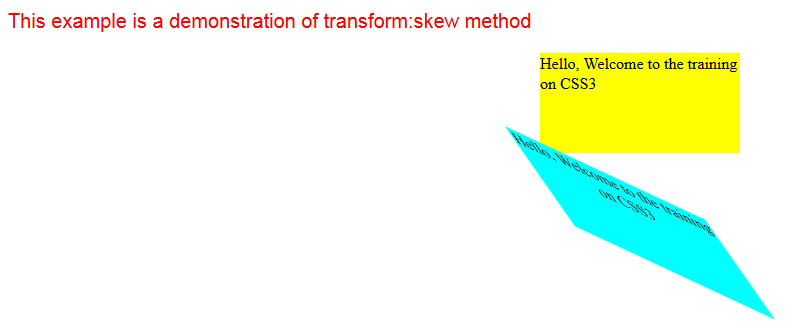 This example is a demonstration of transform:skew method
Hello, Welcome to the training
on CSS3
Hello, Welcome to the training
on CSS3